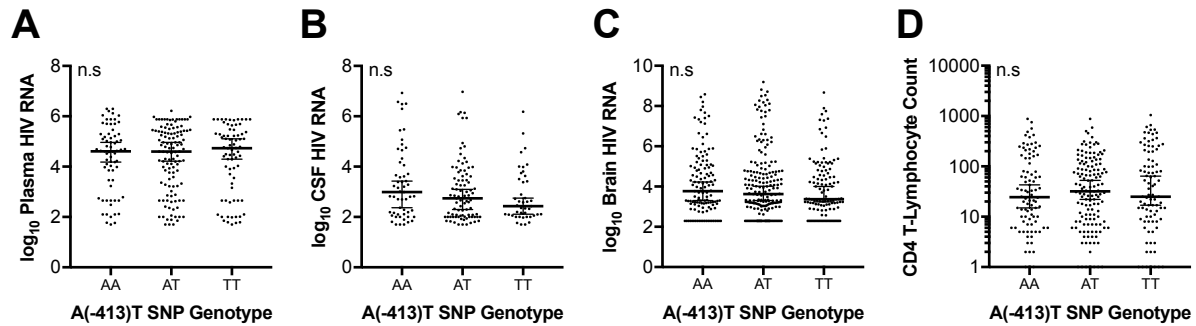 A
n.s
log₁₀ Plasma HIV RNA
8
6
4
2
0
AA AT TT
A(-413)T SNP Genotype
B
n.s
log₁₀ CSF HIV RNA
8
6
4
2
0
AA AT TT
A(-413)T SNP Genotype
C
n.s
log₁₀ Brain HIV RNA
10
8
6
4
2
0
AA AT TT
A(-413)T SNP Genotype
D
n.s
CD4 T-Lymphocyte Count
10000
1000
100
10
1
AA AT TT
A(-413)T SNP Genotype